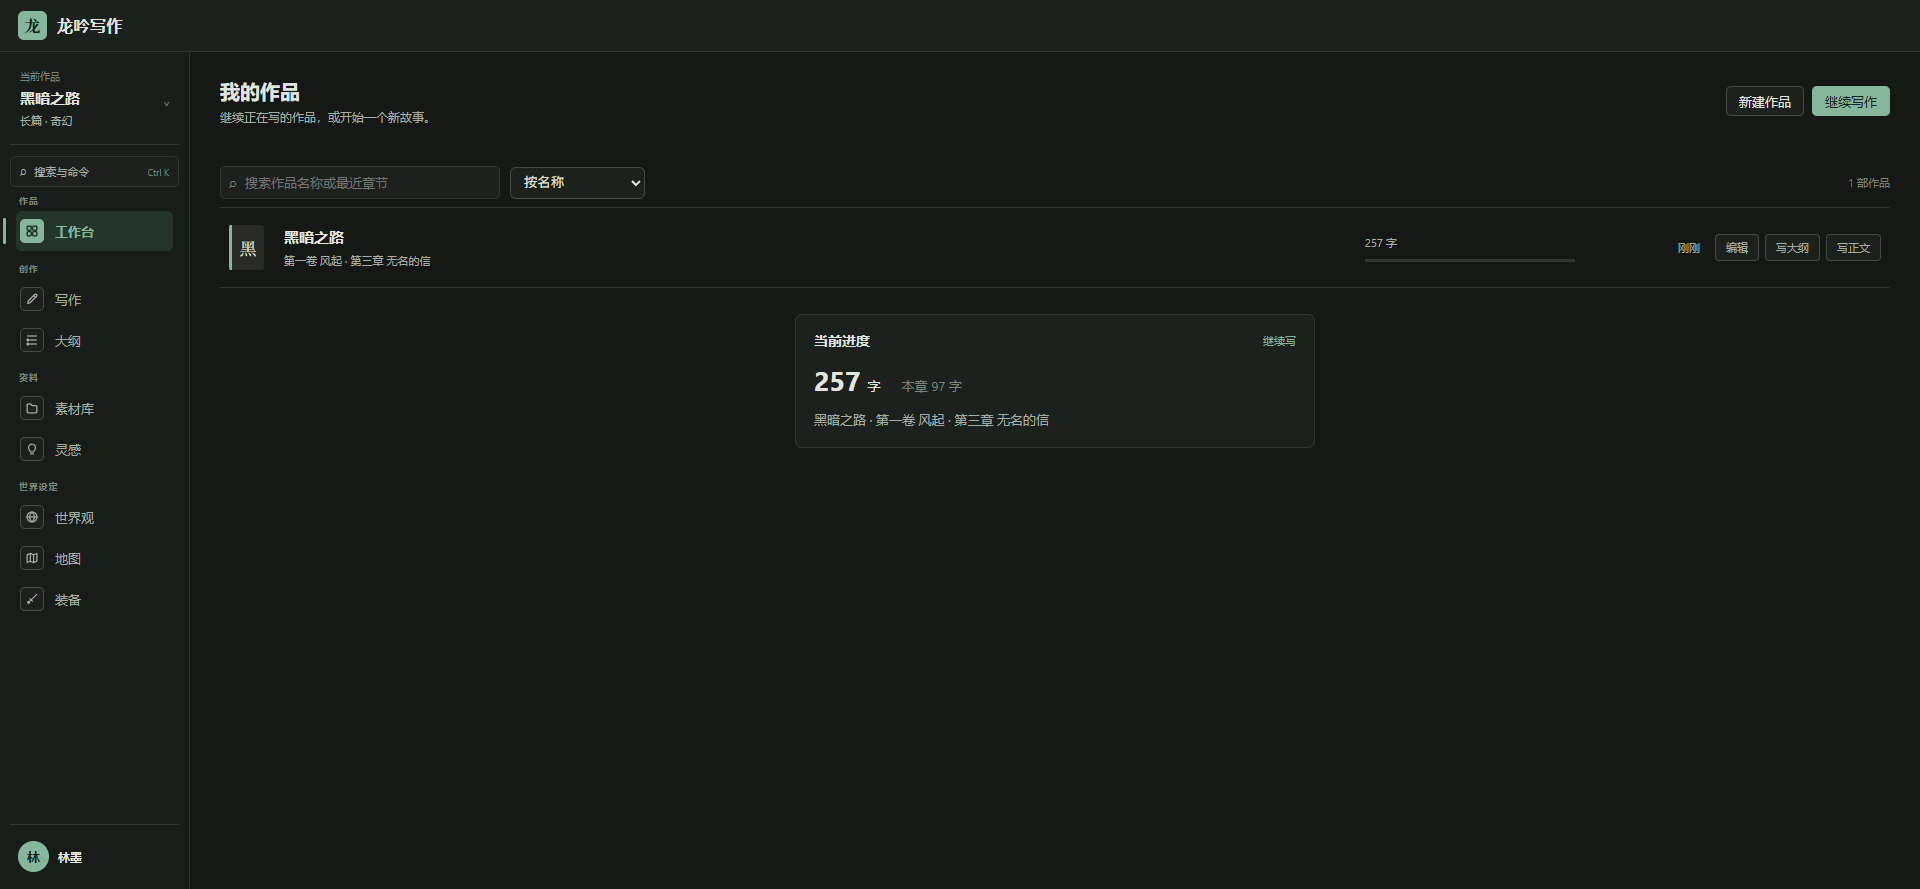 龙 龙吟写作
当前作品
黑暗之路
长篇 · 奇幻
搜索与命令 Ctrl K
作品
工作台
创作
写作
大纲
资料
素材库
灵感
世界设定
世界观
地图
装备
林 林墨
我的作品
继续正在写的作品，或开始一个新故事。
新建作品 继续写作
搜索作品名称或最近章节 按名称 1 部作品
黑 黑暗之路
第一卷 风起 · 第三章 无名的信
257 字
刚刚 编辑 写大纲 写正文
当前进度 继续写
257 字 本章 97 字
黑暗之路 · 第一卷 风起 · 第三章 无名的信